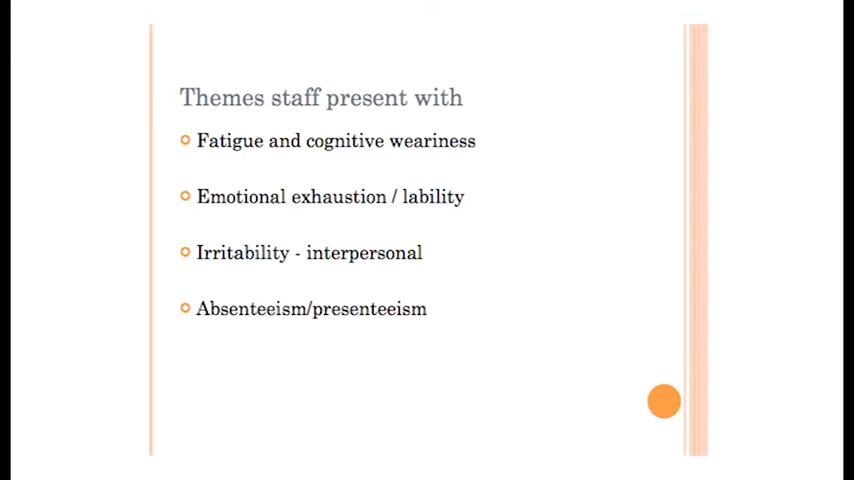 Themes staff present with
Fatigue and cognitive weariness
Emotional exhaustion / lability
Irritability - interpersonal
Absenteeism/presenteeism